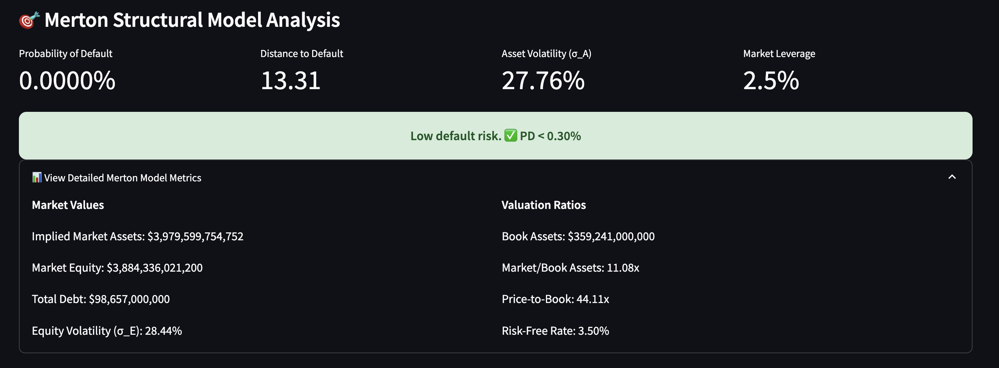 🎯 Merton Structural Model Analysis
Probability of Default
0.0000%
Distance to Default
13.31
Asset Volatility (σ_A)
27.76%
Market Leverage
2.5%
Low default risk. ✅ PD < 0.30%
📊 View Detailed Merton Model Metrics
Market Values
Implied Market Assets: $3,979,599,754,752
Market Equity: $3,884,336,021,200
Total Debt: $98,657,000,000
Equity Volatility (σ_E): 28.44%
Valuation Ratios
Book Assets: $359,241,000,000
Market/Book Assets: 11.08x
Price-to-Book: 44.11x
Risk-Free Rate: 3.50%